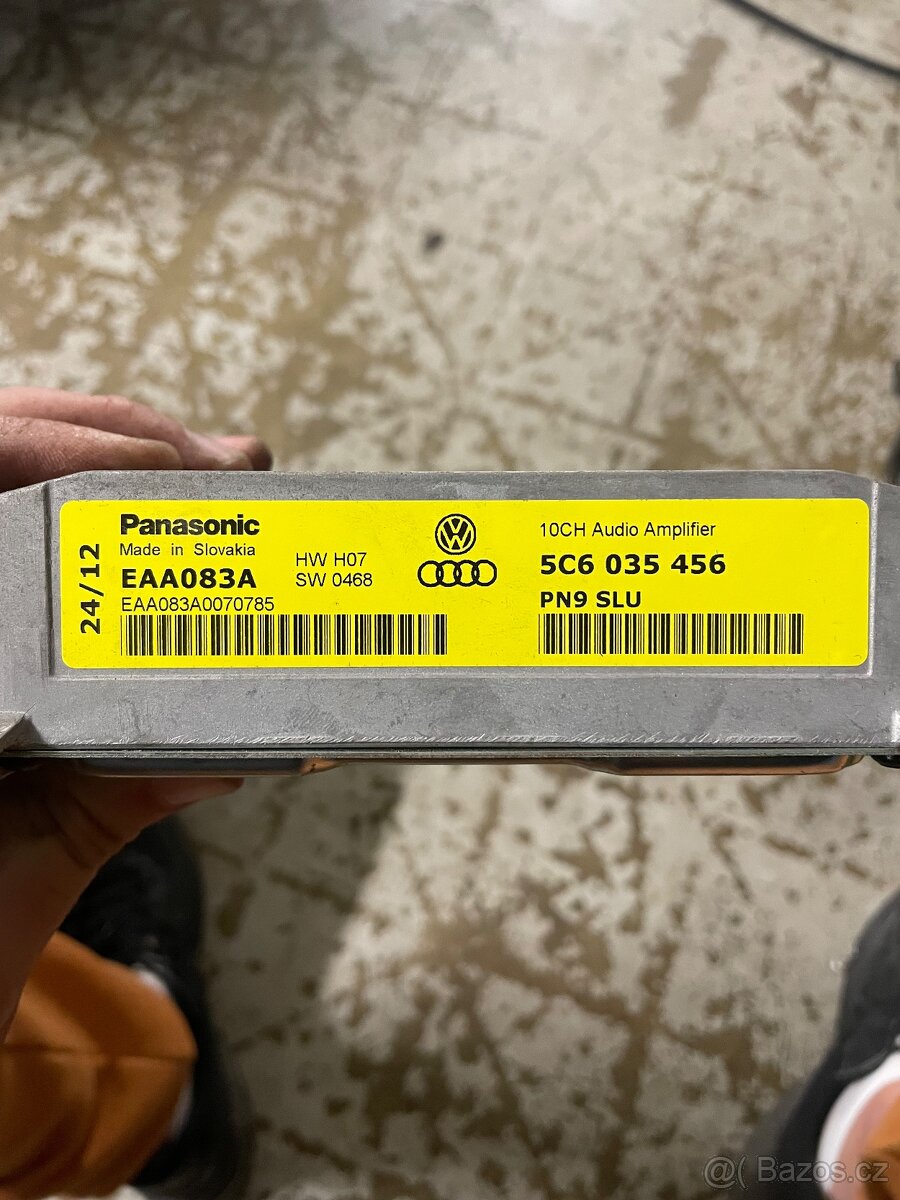 24/12
Panasonic
Made in Slovakia
EAA083A
EAA083A0070785
HW H07
SW 0468
10CH Audio Amplifier
5C6 035 456
PN9 SLU
@( Bazos.cz